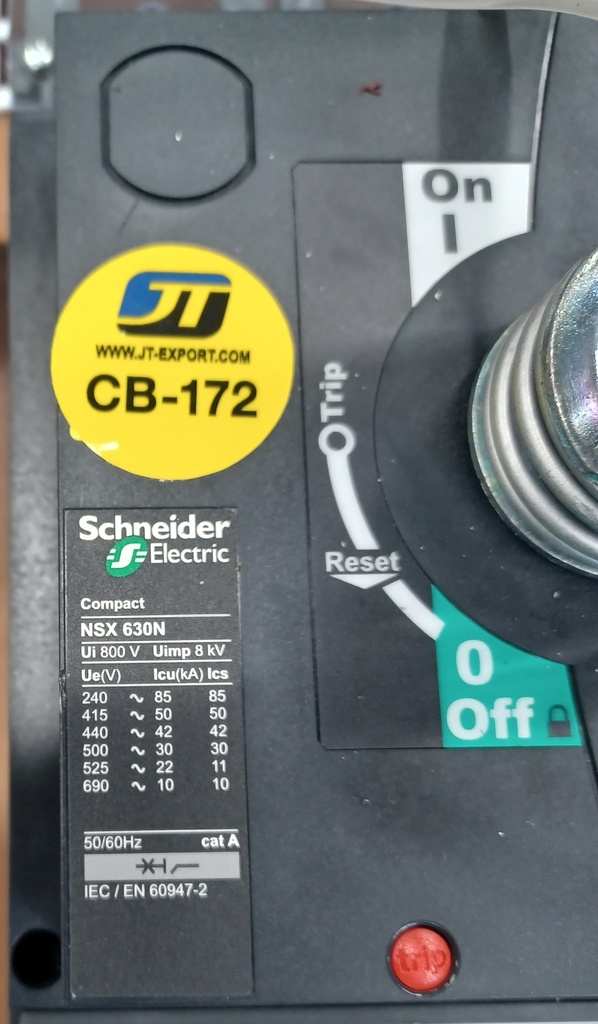 On
I
JT
WWW.JT-EXPORT.COM
CB-172
Trip
Reset
0
Off
Schneider
Electric
Compact
NSX 630N
Ui 800 V Uimp 8 kV
Ue(V) Icu(kA) Ics
240 ~ 85 85
415 ~ 50 50
440 ~ 42 42
500 ~ 30 30
525 ~ 22 11
690 ~ 10 10
50/60Hz cat A
IEC / EN 60947-2
trip